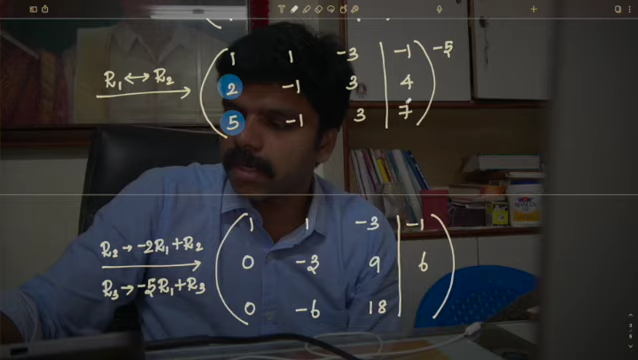 R₁ ↔ R₂
1 1 -3 | -1 -5
2 -1 3 | 4
5 -1 3 | 7
R₂ → -2R₁ + R₂
R₃ → -5R₁ + R₃
1 1 -3 | -1
0 -3 9 | 6
0 -6 18 |